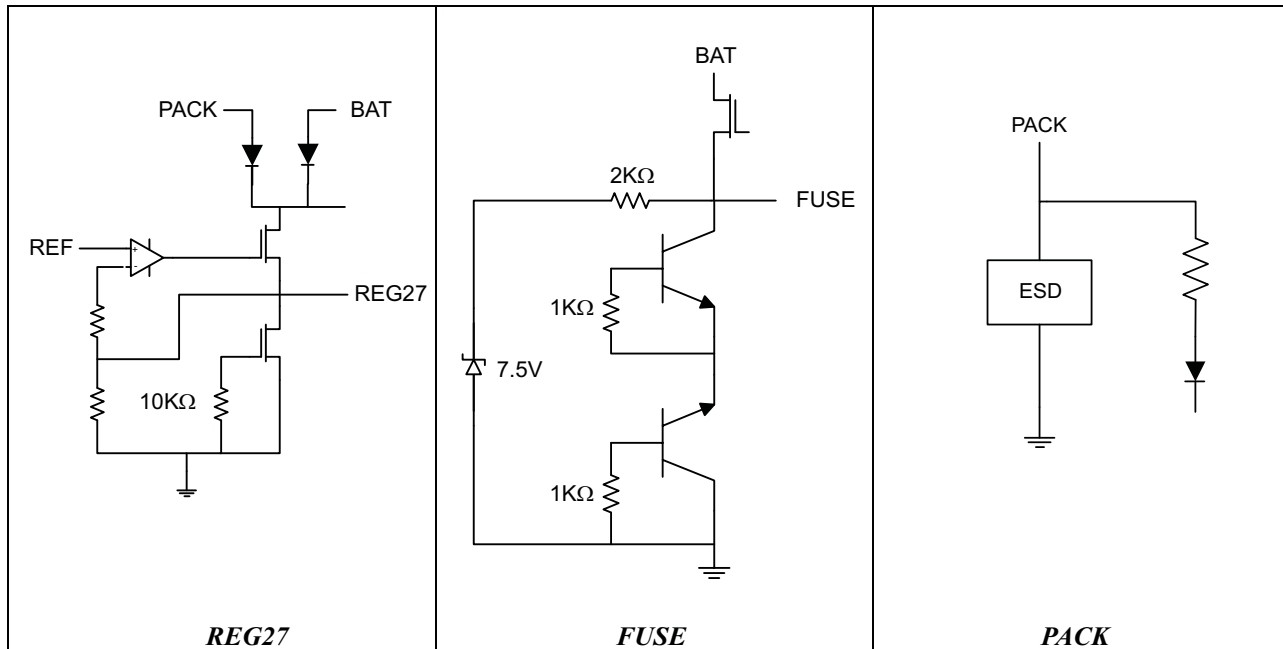 PACK
BAT
REF
+
-
REG27
10KΩ
REG27
BAT
2KΩ
FUSE
1KΩ
7.5V
1KΩ
FUSE
PACK
ESD
PACK